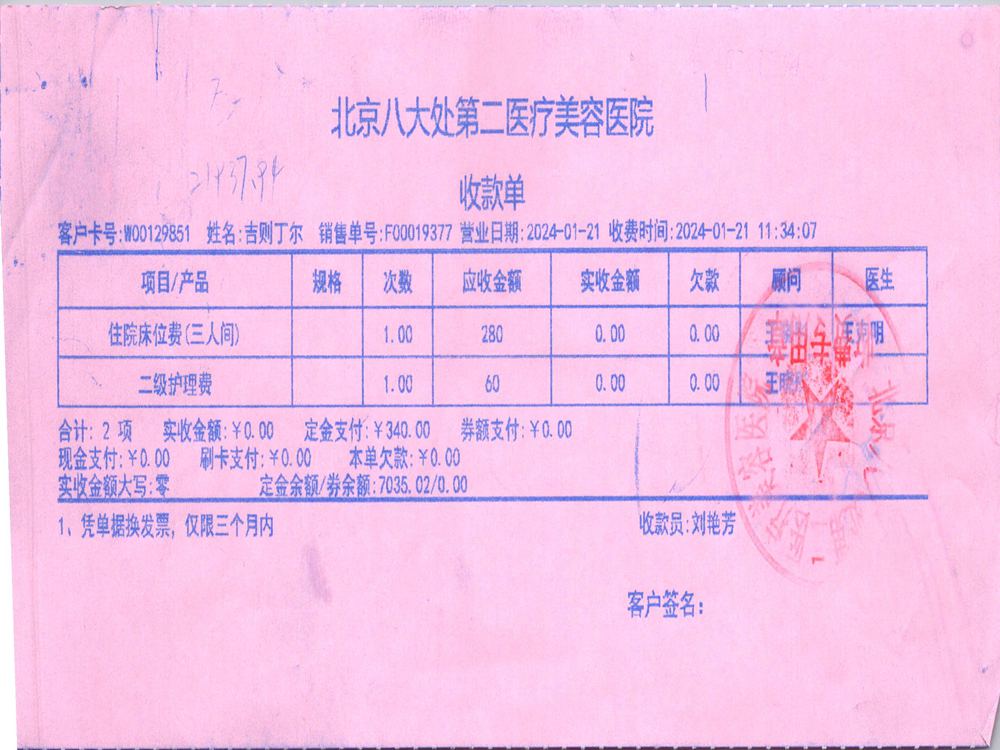 北京八大处第二医疗美容医院
21437.94
收款单
客户卡号:W00129851 姓名:吉则丁尔 销售单号:F00019377 营业日期:2024-01-21 收费时间:2024-01-21 11:34:07
项目/产品 规格 次数 应收金额 实收金额 欠款 顾问 医生
住院床位费(三人间) 1.00 280 0.00 0.00 王克明
二级护理费 1.00 60 0.00 0.00
合计: 2 项 实收金额:¥0.00 定金支付:¥340.00 券额支付:¥0.00
现金支付:¥0.00 刷卡支付:¥0.00 本单欠款:¥0.00
实收金额大写:零 定金余额/券余额:7035.02/0.00
1、凭单据换发票, 仅限三个月内 收款员:刘艳芳
客户签名: